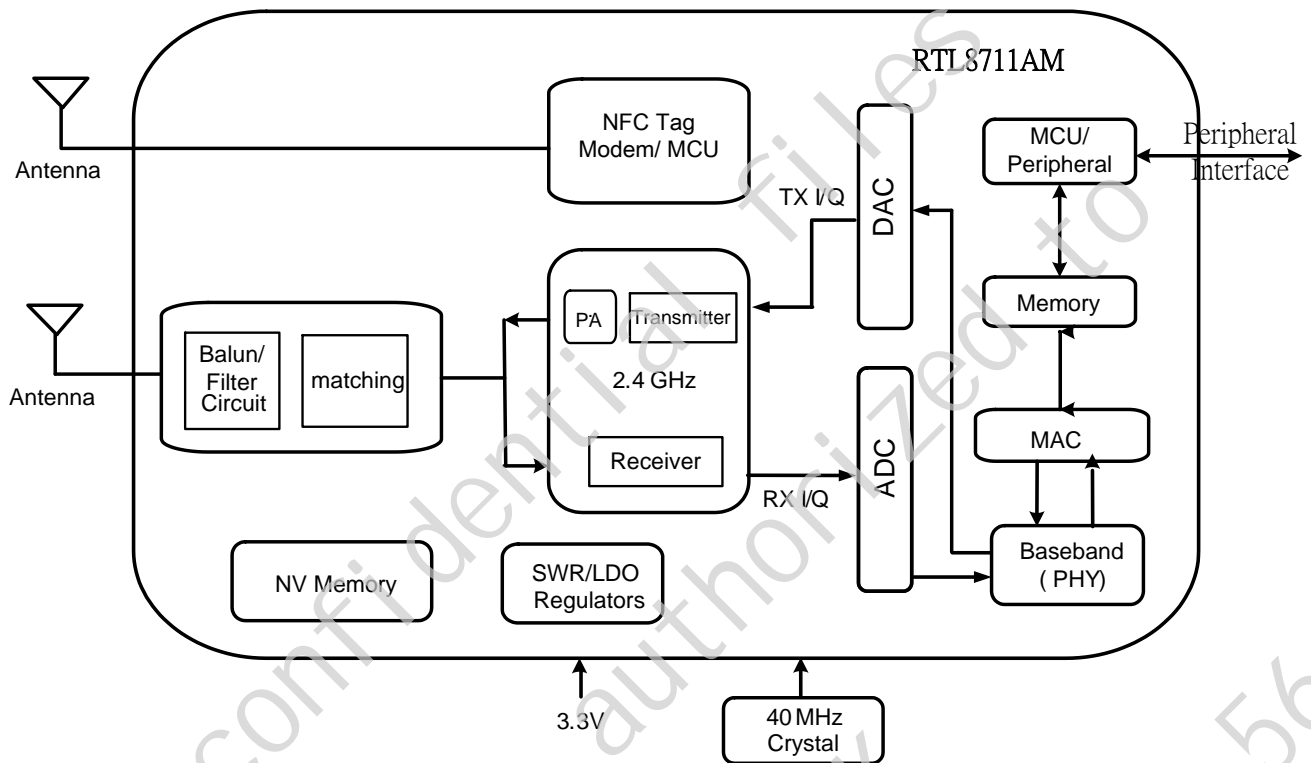 RTL8711AM
Antenna
NFC Tag
Modem/ MCU
TX I/Q
DAC
MCU/
Peripheral
Peripheral
Interface
Antenna
Balun/
Filter
Circuit
matching
PA
Transmitter
2.4 GHz
Receiver
RX I/Q
ADC
Memory
MAC
Baseband
( PHY)
NV Memory
SWR/LDO
Regulators
3.3V
40 MHz
Crystal
confidential files
authorized to
56